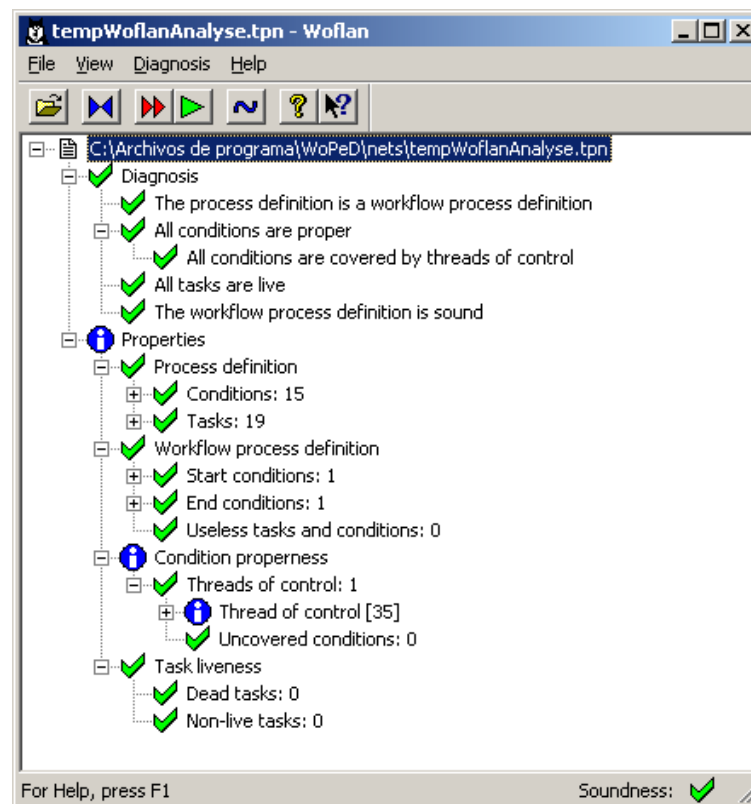 tempWoflanAnalyse.tpn - Woflan
File View Diagnosis Help
C:\Archivos de programa\WoPeD\nets\tempWoflanAnalyse.tpn
Diagnosis
The process definition is a workflow process definition
All conditions are proper
All conditions are covered by threads of control
All tasks are live
The workflow process definition is sound
Properties
Process definition
Conditions: 15
Tasks: 19
Workflow process definition
Start conditions: 1
End conditions: 1
Useless tasks and conditions: 0
Condition properness
Threads of control: 1
Thread of control [35]
Uncovered conditions: 0
Task liveness
Dead tasks: 0
Non-live tasks: 0
For Help, press F1 Soundness: